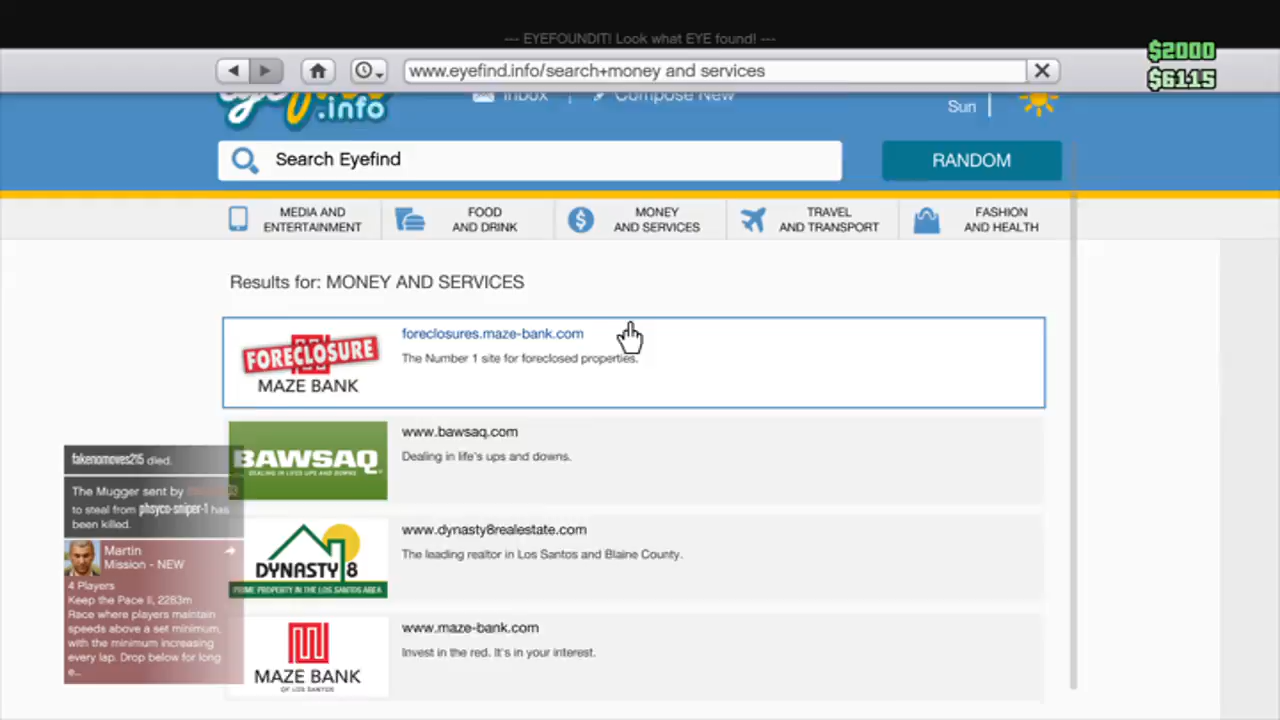 --- EYEFOUNDIT! Look what EYE found! ---
www.eyefind.info/search+money and services
$2000
$6115
eyefind
.info
Inbox
Compose New
Sun
Search Eyefind
RANDOM
MEDIA AND
ENTERTAINMENT
FOOD
AND DRINK
MONEY
AND SERVICES
TRAVEL
AND TRANSPORT
FASHION
AND HEALTH
Results for: MONEY AND SERVICES
FORECLOSURE
MAZE BANK
foreclosures.maze-bank.com
The Number 1 site for foreclosed properties.
BAWSAQ
DEALING IN LIFE'S UPS AND DOWNS
www.bawsaq.com
Dealing in life's ups and downs.
DYNASTY 8
PRIME PROPERTY IN THE LOS SANTOS AREA
www.dynasty8realestate.com
The leading realtor in Los Santos and Blaine County.
MAZE BANK
OF LOS SANTOS
www.maze-bank.com
Invest in the red. It's in your interest.
fakenomoves215 died.
The Mugger sent by
to steal from phsyco-sniper-1 has
been killed.
Martin
Mission - NEW
4 Players
Keep the Pace II, 2283m
Race where players maintain
speeds above a set minimum,
with the minimum increasing
every lap. Drop below for long
e...